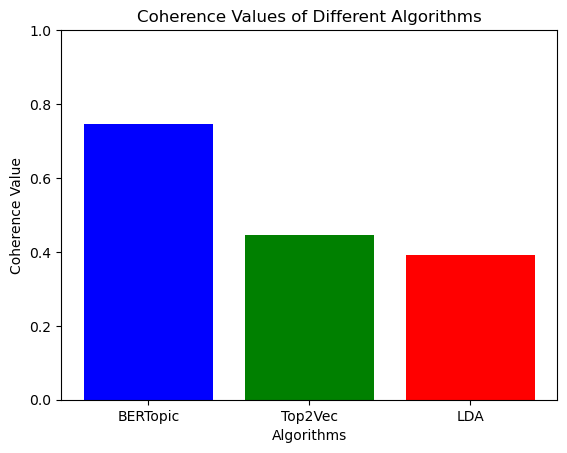 Coherence Values of Different Algorithms
1.0
0.8
0.6
0.4
0.2
0.0
Coherence Value
BERTopic Top2Vec LDA
Algorithms